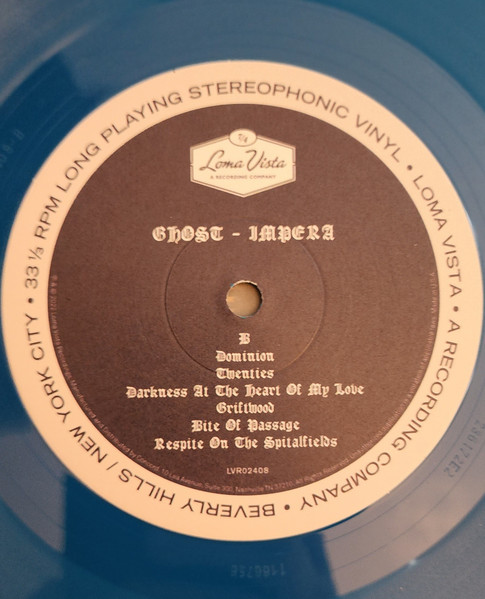 33 ⅓ RPM LONG PLAYING STEREOPHONIC VINYL • LOMA VISTA • A RECORDING COMPANY • BEVERLY HILLS / NEW YORK CITY •
Loma Vista
A RECORDING COMPANY
GHOST - IMPERA
B
Dominion
Twenties
Darkness At The Heart Of My Love
Griftwood
Bite Of Passage
Respite On The Spitalfields
LVR02408